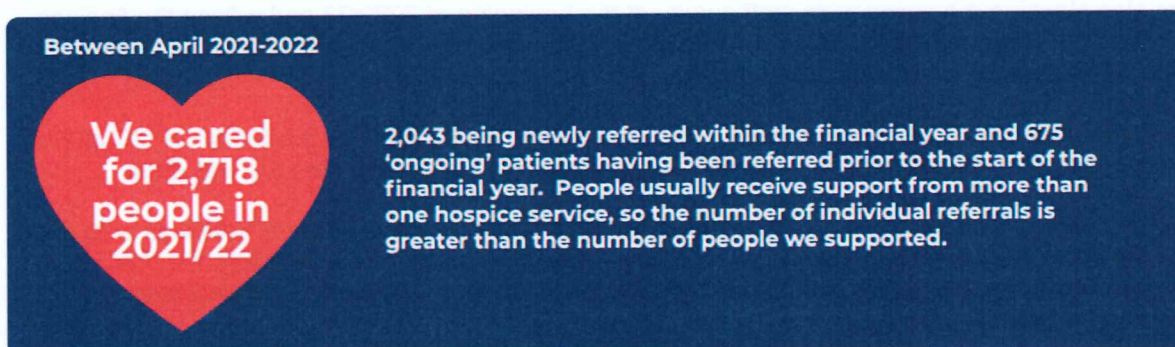 Between April 2021-2022
We cared
for 2,718
people in
2021/22
2,043 being newly referred within the financial year and 675
‘ongoing’ patients having been referred prior to the start of the
financial year.  People usually receive support from more than
one hospice service, so the number of individual referrals is
greater than the number of people we supported.